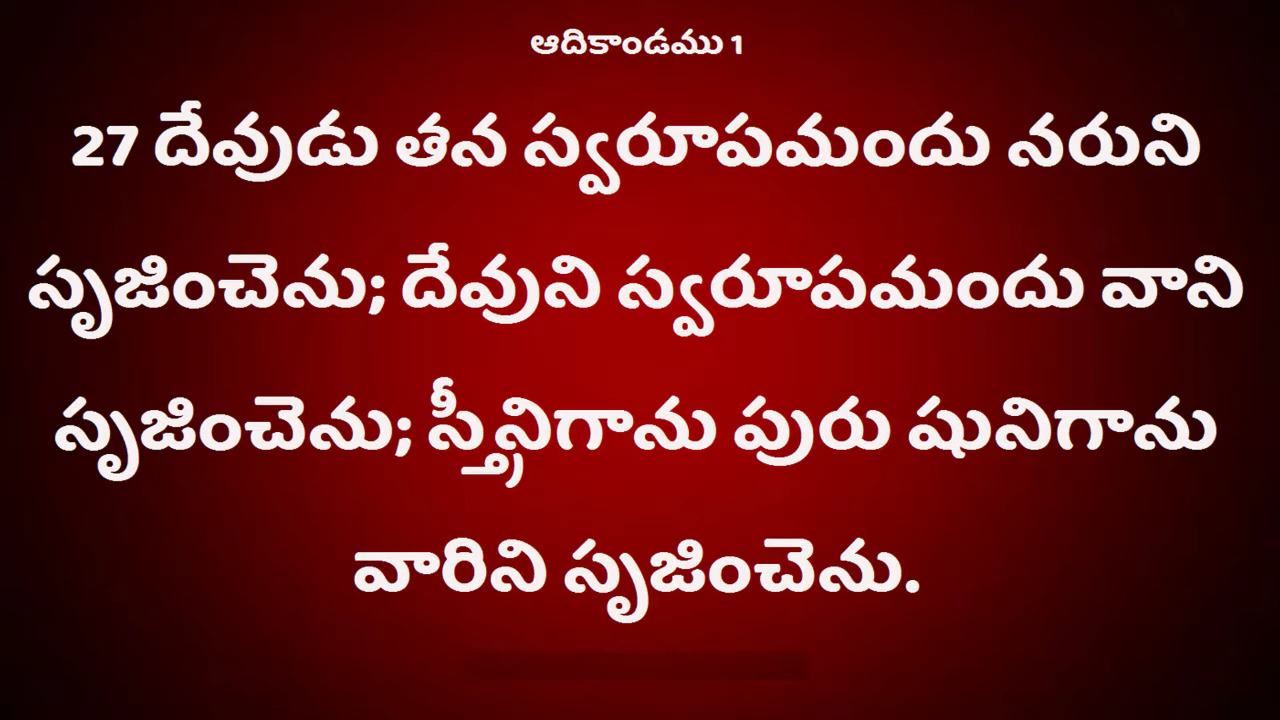 ఆదికాండము 1
27 దేవుడు తన స్వరూపమందు నరుని
సృజించెను; దేవుని స్వరూపమందు వాని
సృజించెను; స్త్రీనిగాను పురు షునిగాను
వారిని సృజించెను.